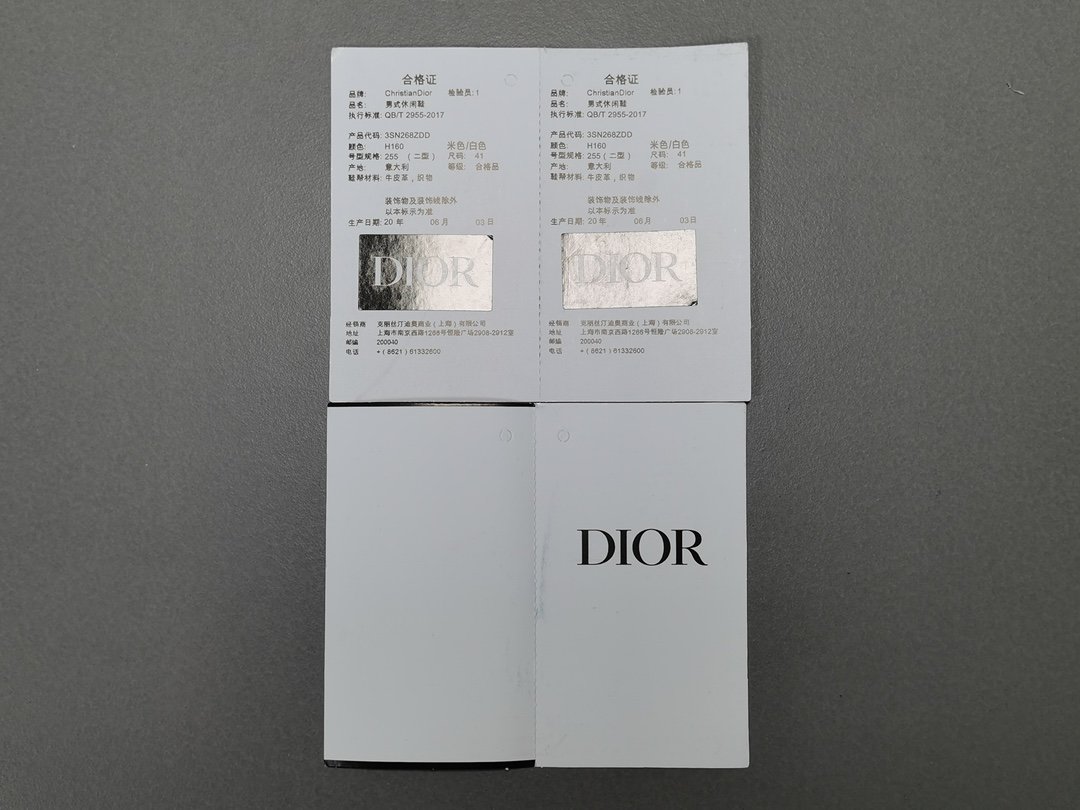 合格证
品牌: ChristianDior 检验员: 1
品名: 男式休闲鞋
执行标准: QB/T 2955-2017
产品代码: 3SN268ZDD
颜色: H160 米色/白色
号型规格: 255 (二型) 尺码: 41
产地: 意大利 等级: 合格品
鞋帮材料: 牛皮革，织物
装饰物及装饰线除外
以本标示为准
生产日期: 20 年 06 月 03 日
DIOR
经销商 克丽丝汀迪奥商业（上海）有限公司
地址 上海市南京西路1266号恒隆广场2908-2912室
邮编 200040
电话 +（8621）61332600
合格证
品牌: ChristianDior 检验员: 1
品名: 男式休闲鞋
执行标准: QB/T 2955-2017
产品代码: 3SN268ZDD
颜色: H160 米色/白色
号型规格: 255 (二型) 尺码: 41
产地: 意大利 等级: 合格品
鞋帮材料: 牛皮革，织物
装饰物及装饰线除外
以本标示为准
生产日期: 20 年 06 月 03 日
DIOR
经销商 克丽丝汀迪奥商业（上海）有限公司
地址 上海市南京西路1266号恒隆广场2908-2912室
邮编 200040
电话 +（8621）61332600
DIOR